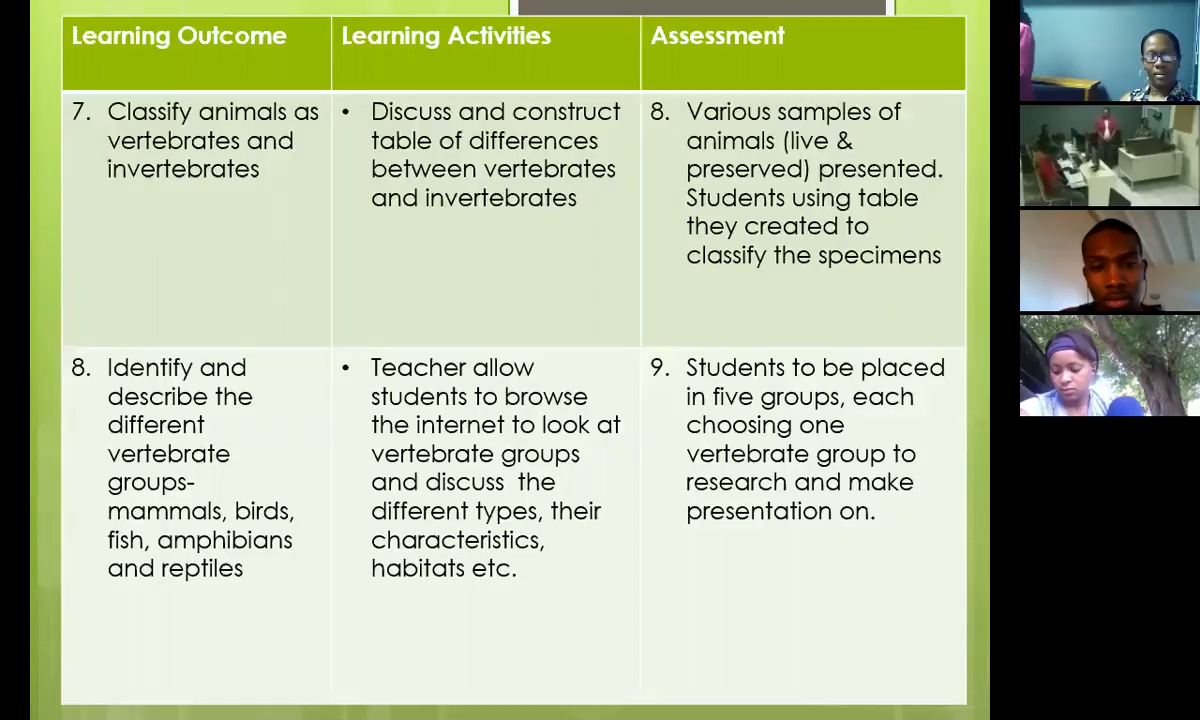 Learning Outcome
Learning Activities
Assessment
7. Classify animals as
vertebrates and
invertebrates
• Discuss and construct
table of differences
between vertebrates
and invertebrates
8. Various samples of
animals (live &
preserved) presented.
Students using table
they created to
classify the specimens
8. Identify and
describe the
different
vertebrate
groups-
mammals, birds,
fish, amphibians
and reptiles
• Teacher allow
students to browse
the internet to look at
vertebrate groups
and discuss the
different types, their
characteristics,
habitats etc.
9. Students to be placed
in five groups, each
choosing one
vertebrate group to
research and make
presentation on.